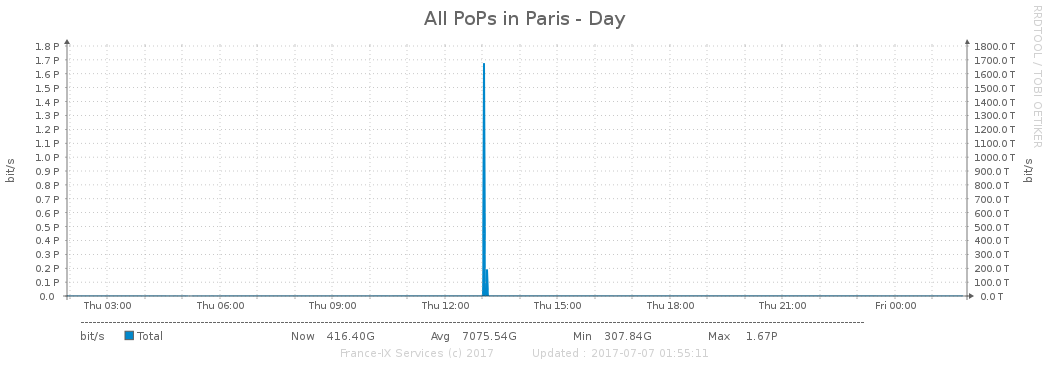 All PoPs in Paris - Day
RRDTOOL / TOBI OETIKER
bit/s
1.8 P
1.7 P
1.6 P
1.5 P
1.4 P
1.3 P
1.2 P
1.1 P
1.0 P
0.9 P
0.8 P
0.7 P
0.6 P
0.5 P
0.4 P
0.3 P
0.2 P
0.1 P
0.0
1800.0 T
1700.0 T
1600.0 T
1500.0 T
1400.0 T
1300.0 T
1200.0 T
1100.0 T
1000.0 T
900.0 T
800.0 T
700.0 T
600.0 T
500.0 T
400.0 T
300.0 T
200.0 T
100.0 T
0.0 T
bit/s
Thu 03:00 Thu 06:00 Thu 09:00 Thu 12:00 Thu 15:00 Thu 18:00 Thu 21:00 Fri 00:00
bit/s Total Now 416.40G Avg 7075.54G Min 307.84G Max 1.67P
France-IX Services (c) 2017 Updated : 2017-07-07 01:55:11